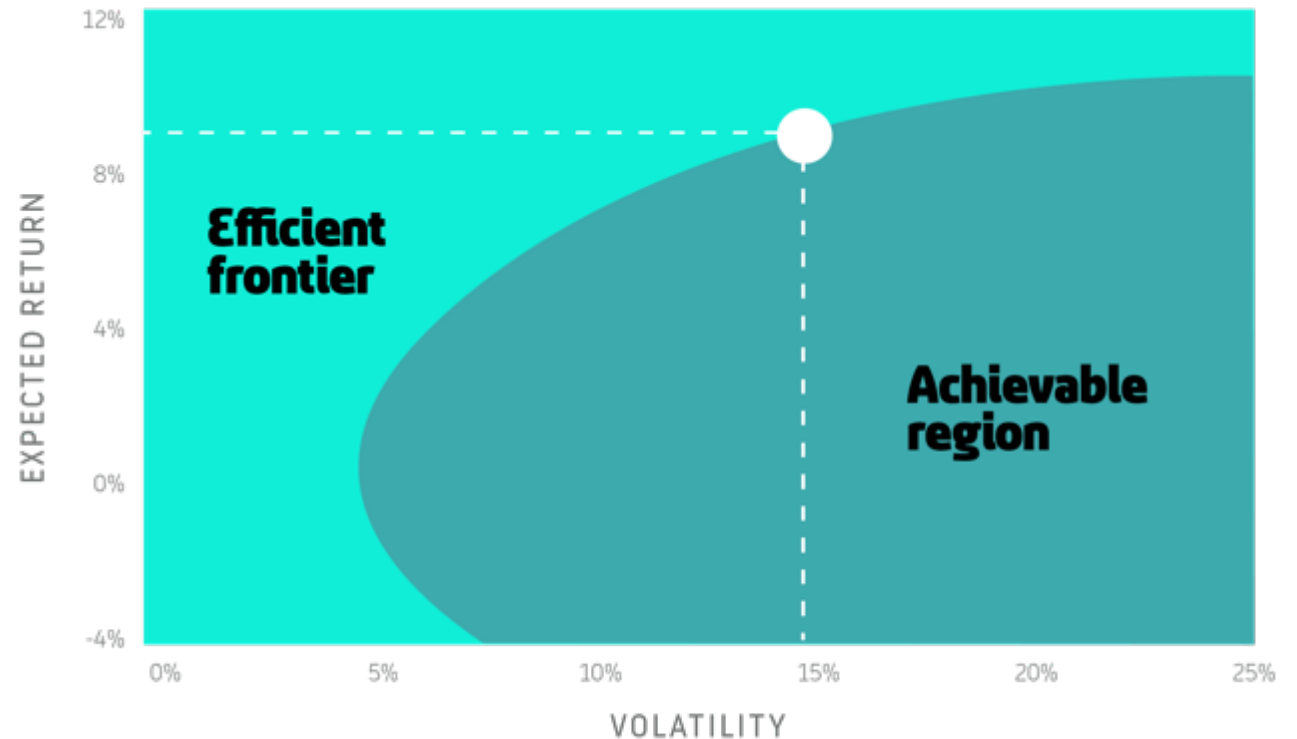 12%
8%
4%
0%
-4%
EXPECTED RETURN
Efficient
frontier
Achievable
region
0% 5% 10% 15% 20% 25%
VOLATILITY